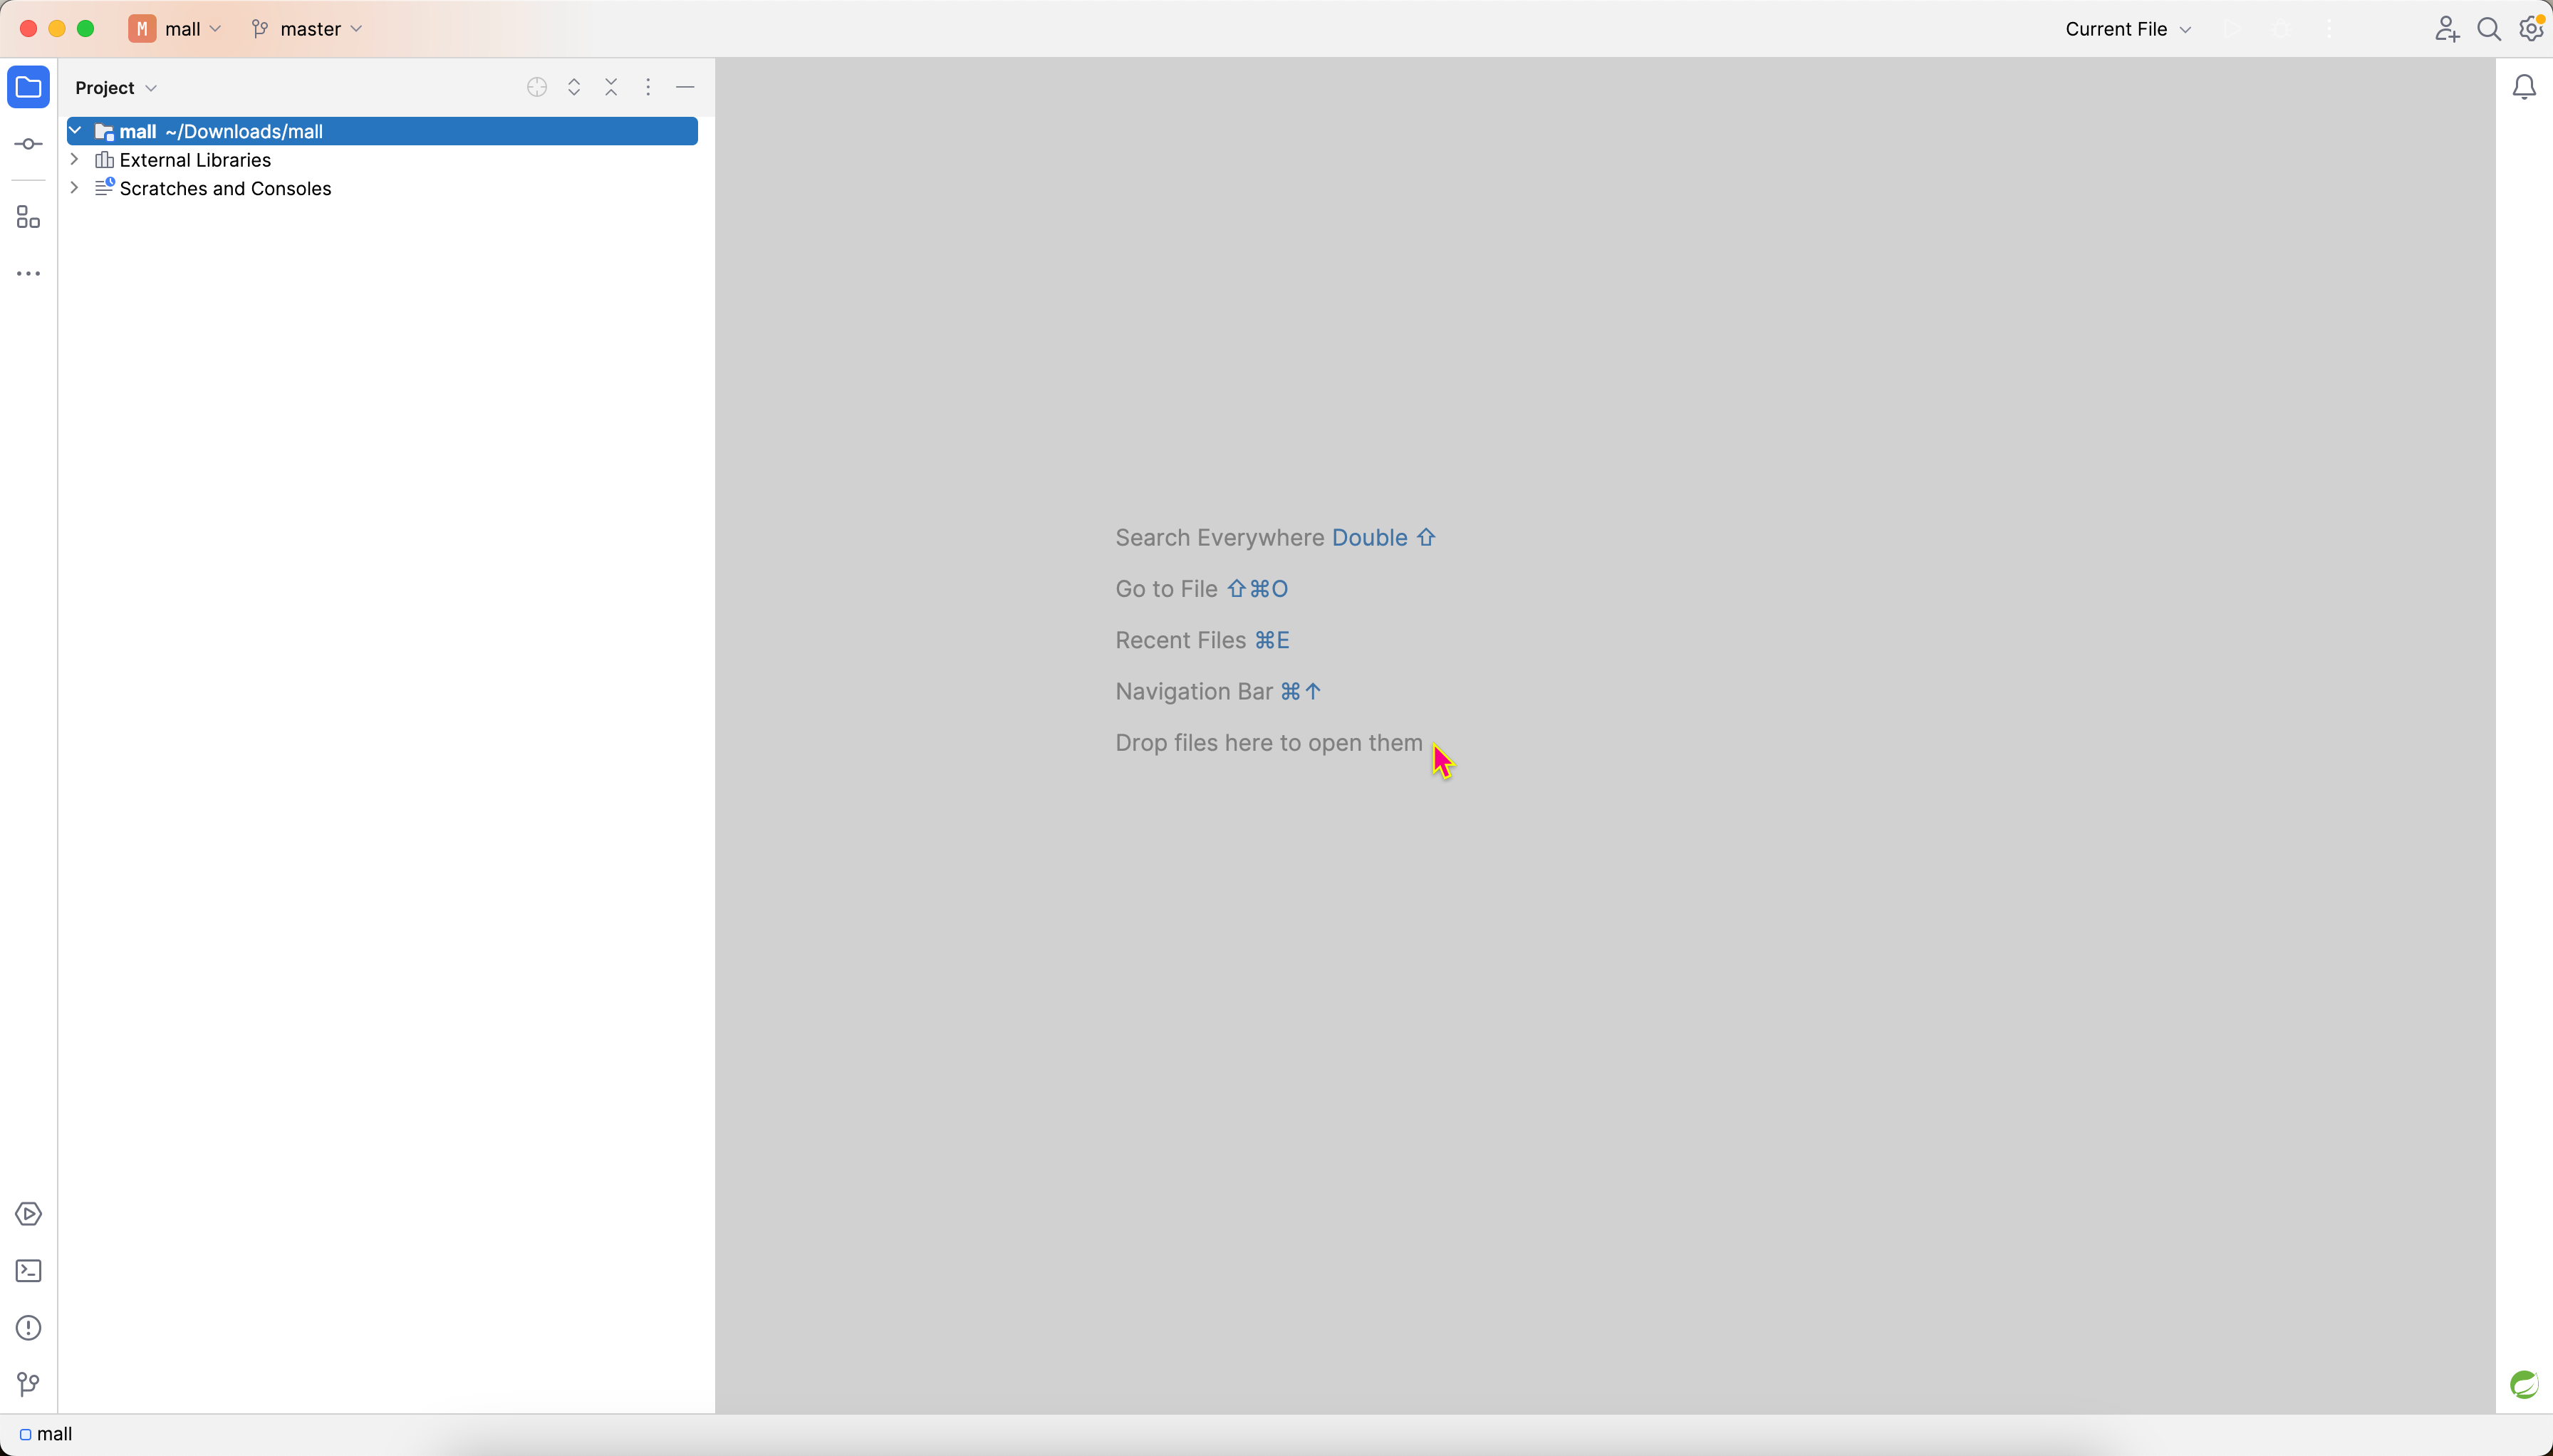 M mall master Current File
Project
mall ~/Downloads/mall
External Libraries
Scratches and Consoles
Search Everywhere Double ⇧
Go to File ⇧⌘O
Recent Files ⌘E
Navigation Bar ⌘↑
Drop files here to open them
mall